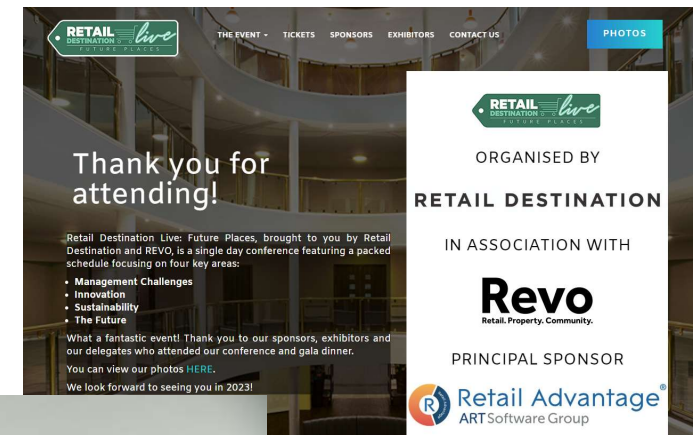 RETAIL live
DESTINATION
FUTURE PLACES
THE EVENT TICKETS SPONSORS EXHIBITORS CONTACT US
PHOTOS
Thank you for
attending!
Retail Destination Live: Future Places, brought to you by Retail
Destination and REVO, is a single day conference featuring a packed
schedule focusing on four key areas:
• Management Challenges
• Innovation
• Sustainability
• The Future
What a fantastic event! Thank you to our sponsors, exhibitors and
our delegates who attended our conference and gala dinner.
You can view our photos HERE.
We look forward to seeing you in 2023!
RETAIL live
DESTINATION
FUTURE PLACES
ORGANISED BY
RETAIL DESTINATION
IN ASSOCIATION WITH
Revo
Retail. Property. Community.
PRINCIPAL SPONSOR
R Retail Advantage®
ARTSoftware Group